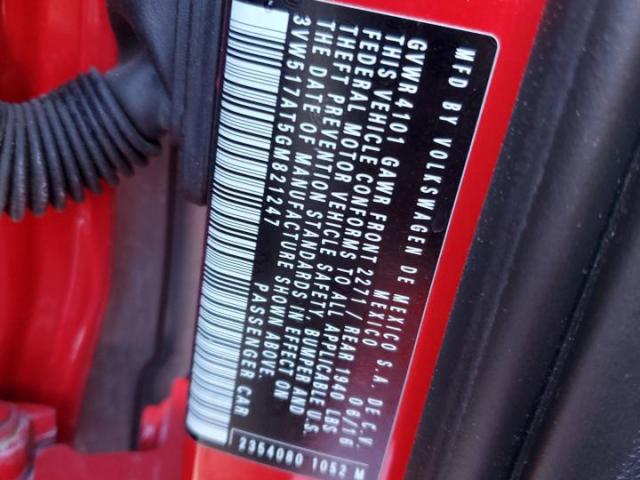 MFD BY VOLKSWAGEN DE MEXICO S.A. DE C.V.
MEXICO 06/16
GVWR 4101 GAWR FRONT 2271 / REAR 1940 LBS
THIS VEHICLE CONFORMS TO ALL APPLICABLE U.S.
FEDERAL MOTOR VEHICLE SAFETY, BUMPER AND
THEFT PREVENTION STANDARDS IN EFFECT ON
THE DATE OF MANUFACTURE SHOWN ABOVE.
3VW517AT5GM821247 PASSENGER CAR
2354080 1052 M